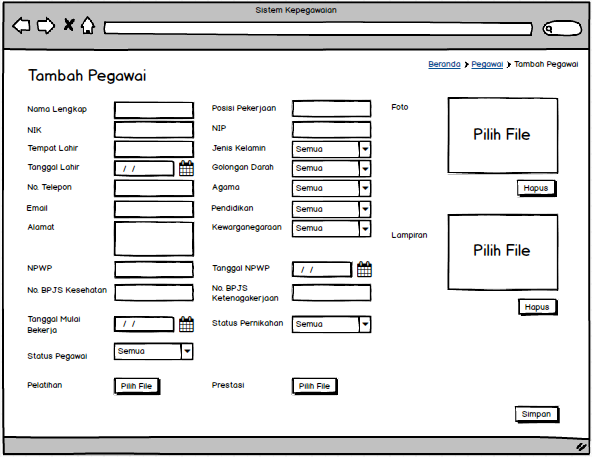 Sistem Kepegawaian
Beranda > Pegawai > Tambah Pegawai
Tambah Pegawai
Nama Lengkap
Posisi Pekerjaan
Foto
Pilih File
NIK
NIP
Tempat Lahir
Jenis Kelamin
Semua
Tanggal Lahir
/ /
Golongan Darah
Semua
No. Telepon
Agama
Semua
Hapus
Email
Pendidikan
Semua
Alamat
Kewarganegaraan
Semua
Lampiran
Pilih File
NPWP
Tanggal NPWP
/ /
No. BPJS Kesehatan
No. BPJS
Ketenagakerjaan
Hapus
Tanggal Mulai
Bekerja
/ /
Status Pernikahan
Semua
Status Pegawai
Semua
Pelatihan
Pilih File
Prestasi
Pilih File
Simpan